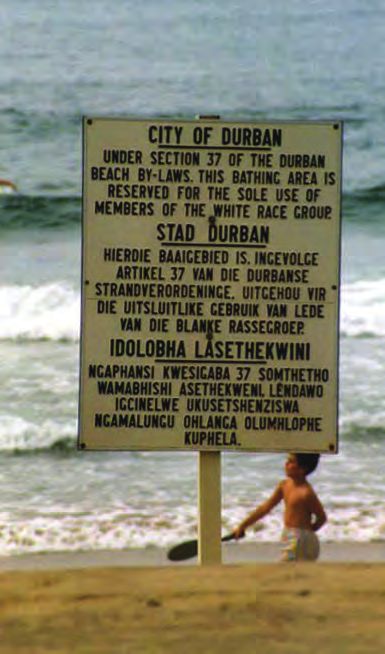 CITY OF DURBAN
UNDER SECTION 37 OF THE DURBAN
BEACH BY-LAWS. THIS BATHING AREA IS
RESERVED FOR THE SOLE USE OF
MEMBERS OF THE WHITE RACE GROUP.
STAD DURBAN
HIERDIE BAAIGEBIED IS, INGEVOLGE
ARTIKEL 37 VAN DIE DURBANSE
STRANDVERORDENINGE, UITGEHOU VIR
DIE UITSLUITLIKE GEBRUIK VAN LEDE
VAN DIE BLANKE RASSEGROEP.
IDOLOBHA LASETHEKWINI
NGAPHANSI KWESIGABA 37 SOMTHETHO
WAMABHISHI ASETHEKWENI, LENDAWO
IGCINELWE UKUSETSHENZISWA
NGAMALUNGU OHLANGA OLUMHLOPHE
KUPHELA.